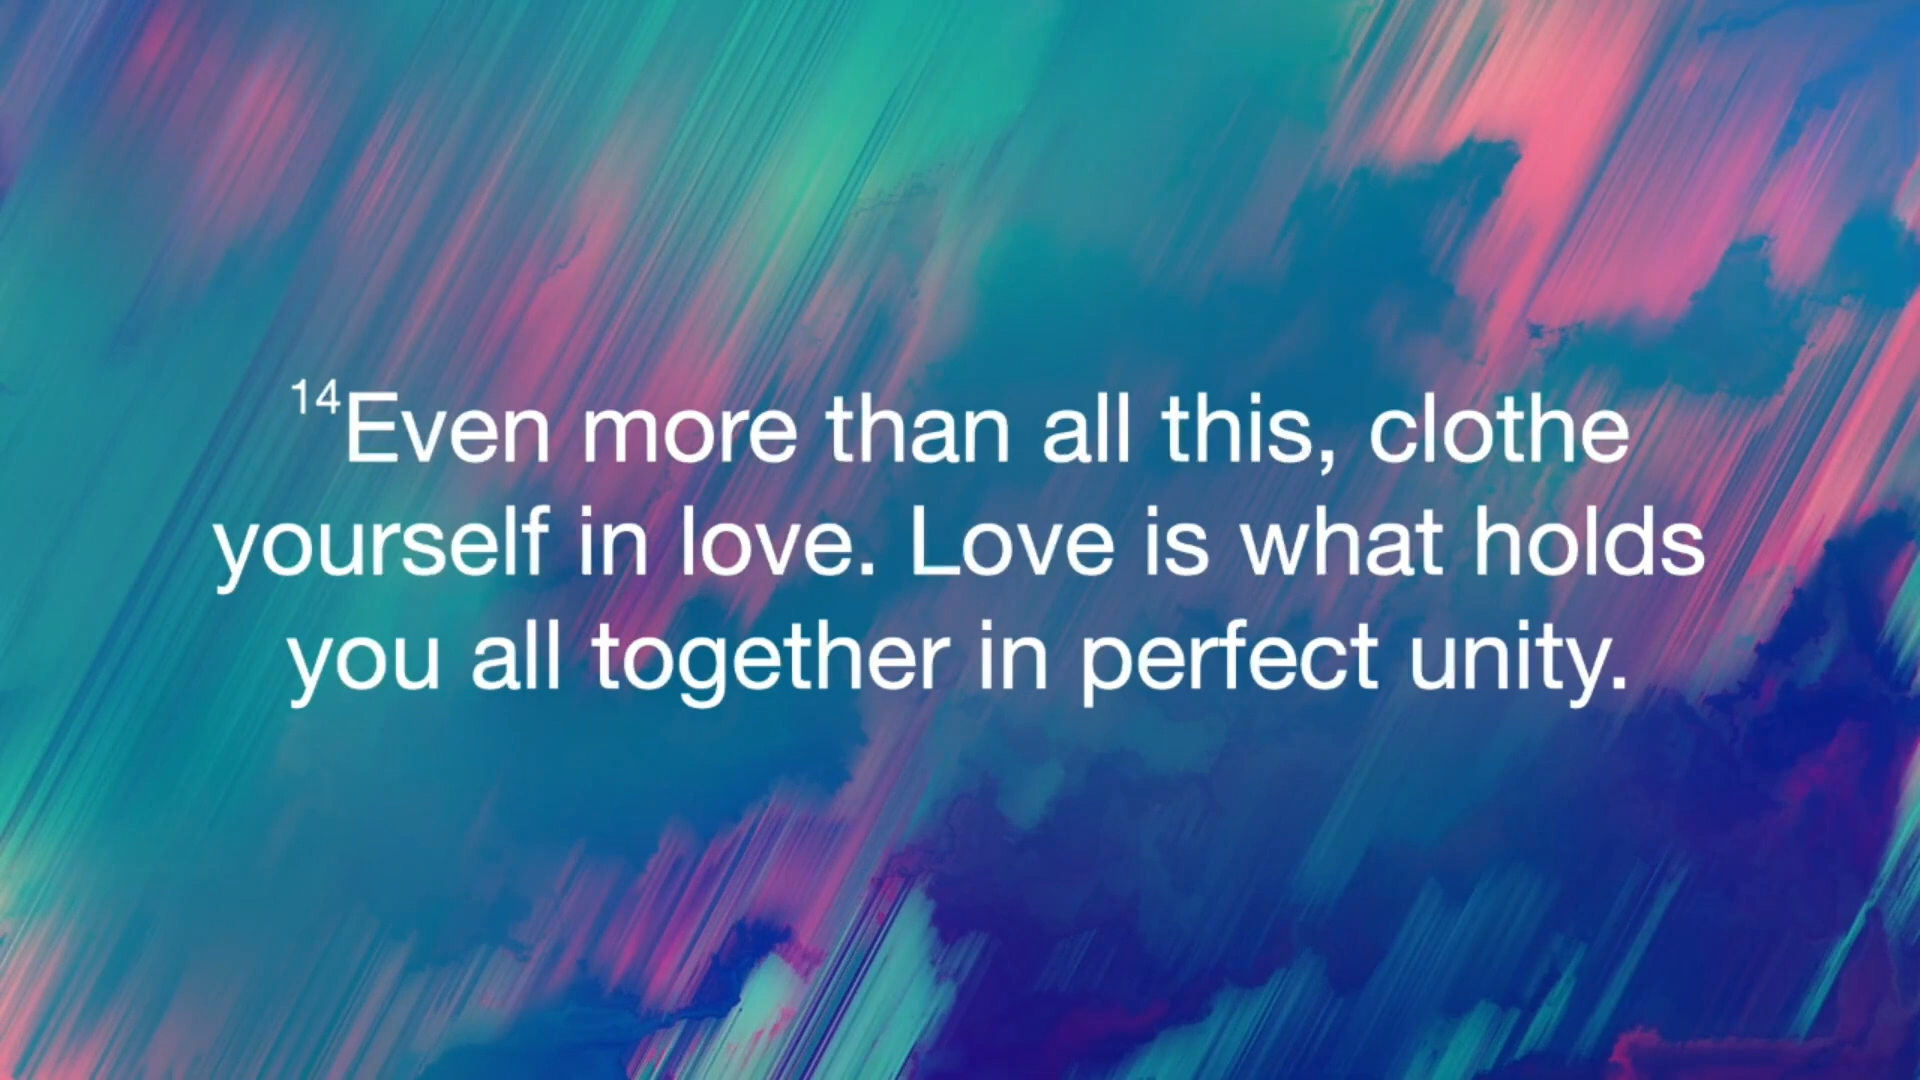 14Even more than all this, clothe
yourself in love. Love is what holds
you all together in perfect unity.